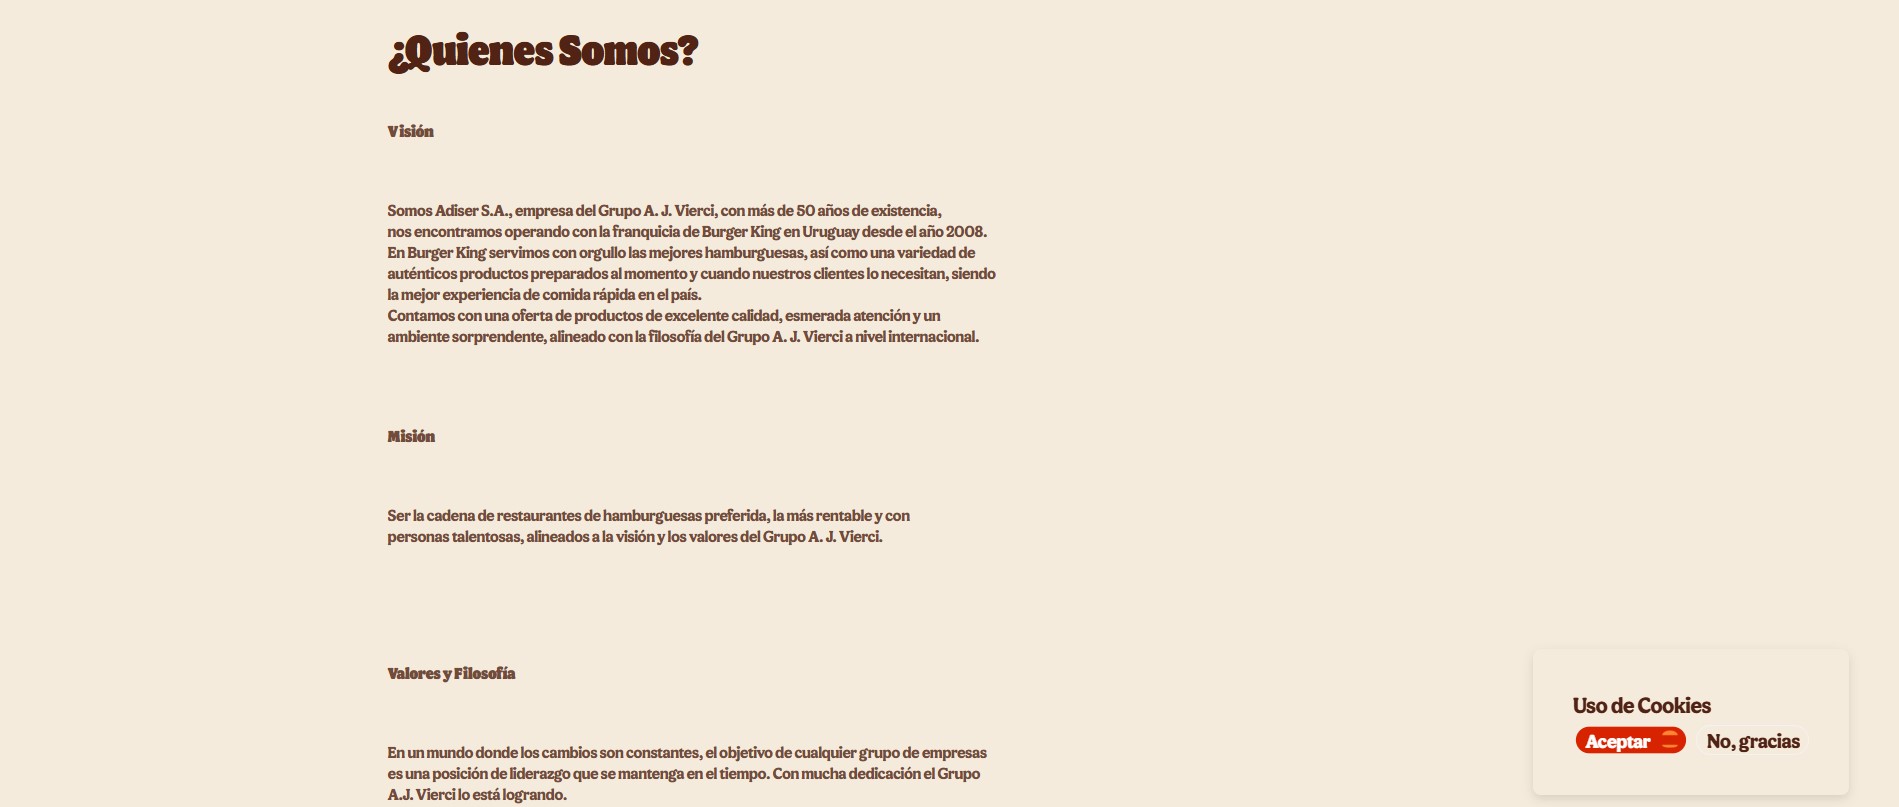 ¿Quienes Somos?
Visión
Somos Adiser S.A., empresa del Grupo A. J. Vierci, con más de 50 años de existencia,
nos encontramos operando con la franquicia de Burger King en Uruguay desde el año 2008.
En Burger King servimos con orgullo las mejores hamburguesas, así como una variedad de
auténticos productos preparados al momento y cuando nuestros clientes lo necesitan, siendo
la mejor experiencia de comida rápida en el país.
Contamos con una oferta de productos de excelente calidad, esmerada atención y un
ambiente sorprendente, alineado con la filosofía del Grupo A. J. Vierci a nivel internacional.
Misión
Ser la cadena de restaurantes de hamburguesas preferida, la más rentable y con
personas talentosas, alineados a la visión y los valores del Grupo A. J. Vierci.
Valores y Filosofía
En un mundo donde los cambios son constantes, el objetivo de cualquier grupo de empresas
es una posición de liderazgo que se mantenga en el tiempo. Con mucha dedicación el Grupo
A.J. Vierci lo está logrando.
Uso de Cookies
Aceptar
No, gracias